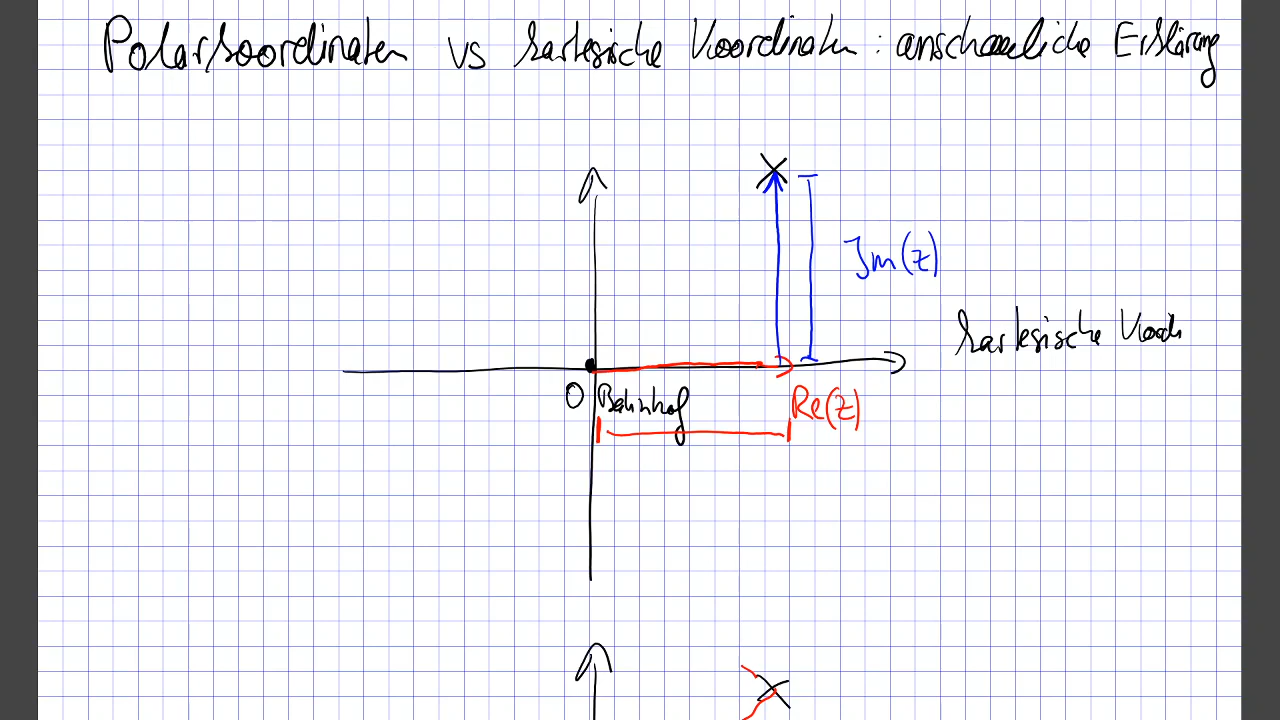 Polarkoordinaten vs kartesische Koordinaten: anschauliche Erklärung
Im(z)
kartesische Koord
0 Bahnhof
Re(z)